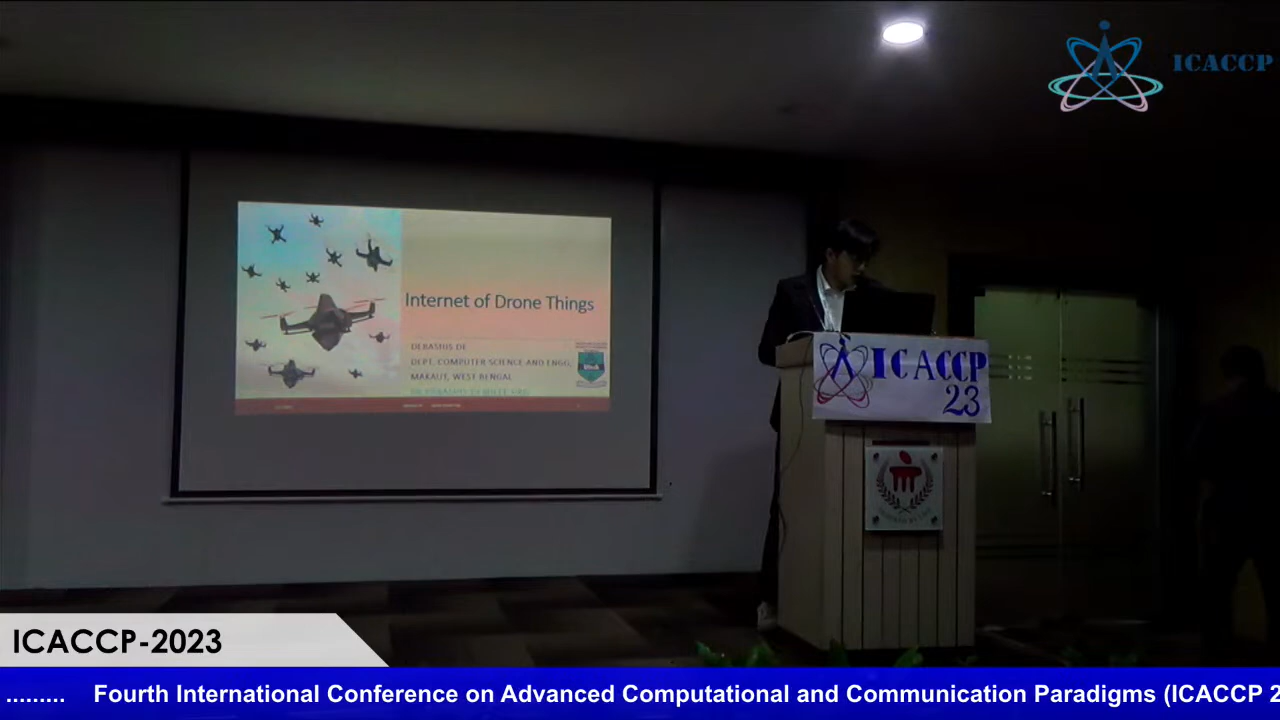 ICACCP
Internet of Drone Things
DEBASHIS DE
DEPT. COMPUTER SCIENCE AND ENGG,
MAKAUT, WEST BENGAL
ICACCP
23
ICACCP-2023
......... Fourth International Conference on Advanced Computational and Communication Paradigms (ICACCP 2